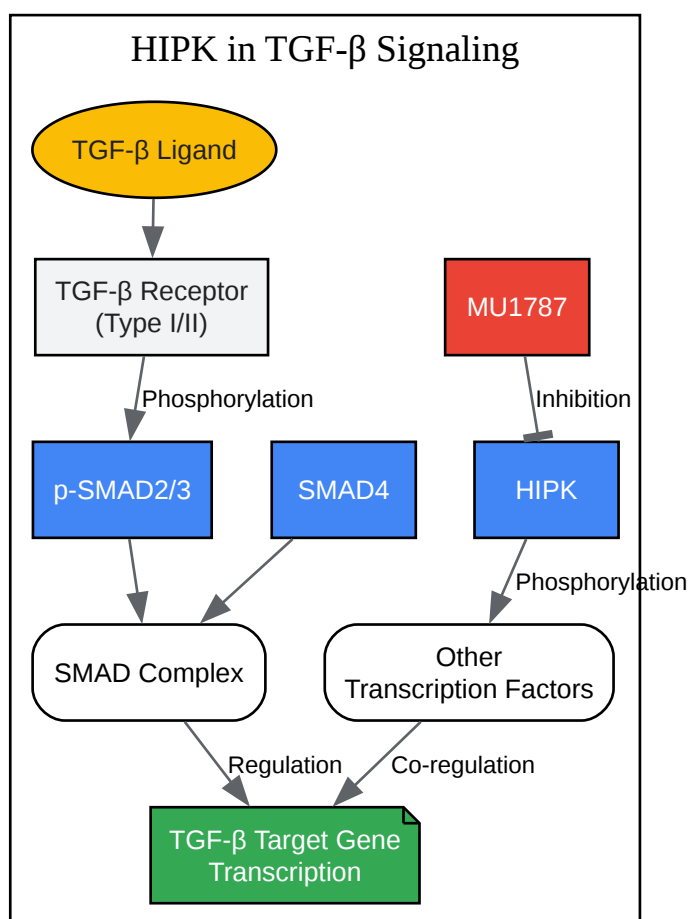 HIPK in TGF-β Signaling
TGF-β Ligand
TGF-β Receptor
(Type I/II)
MU1787
Phosphorylation
Inhibition
p-SMAD2/3
SMAD4
HIPK
Phosphorylation
SMAD Complex
Other
Transcription Factors
Regulation
Co-regulation
TGF-β Target Gene
Transcription